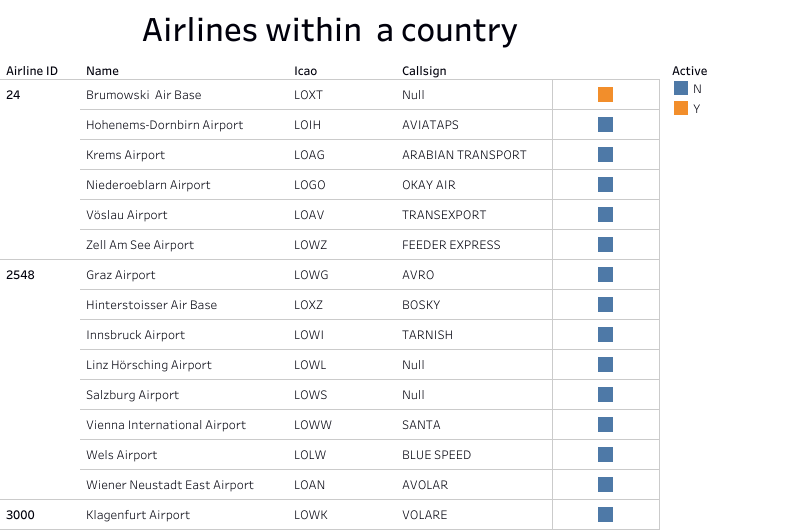 Airlines within  a country
Airline ID Name Icao Callsign Active
24 Brumowski  Air Base LOXT Null N
Hohenems-Dornbirn Airport LOIH AVIATAPS Y
Krems Airport LOAG ARABIAN TRANSPORT
Niederoeblarn Airport LOGO OKAY AIR
Vöslau Airport LOAV TRANSEXPORT
Zell Am See Airport LOWZ FEEDER EXPRESS
2548 Graz Airport LOWG AVRO
Hinterstoisser Air Base LOXZ BOSKY
Innsbruck Airport LOWI TARNISH
Linz Hörsching Airport LOWL Null
Salzburg Airport LOWS Null
Vienna International Airport LOWW SANTA
Wels Airport LOLW BLUE SPEED
Wiener Neustadt East Airport LOAN AVOLAR
3000 Klagenfurt Airport LOWK VOLARE